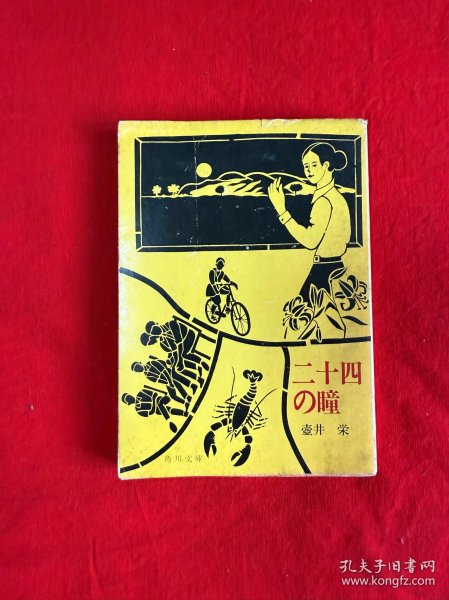 二十四
の瞳
壺井 栄
角川文庫
孔夫子旧书网
www.kongfz.com